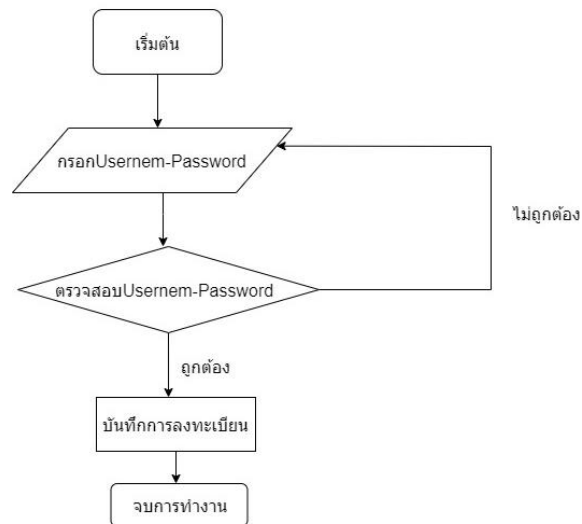 เริ่มต้น
กรอกUsernem-Password
ไม่ถูกต้อง
ตรวจสอบUsernem-Password
ถูกต้อง
บันทึกการลงทะเบียน
จบการทำงาน